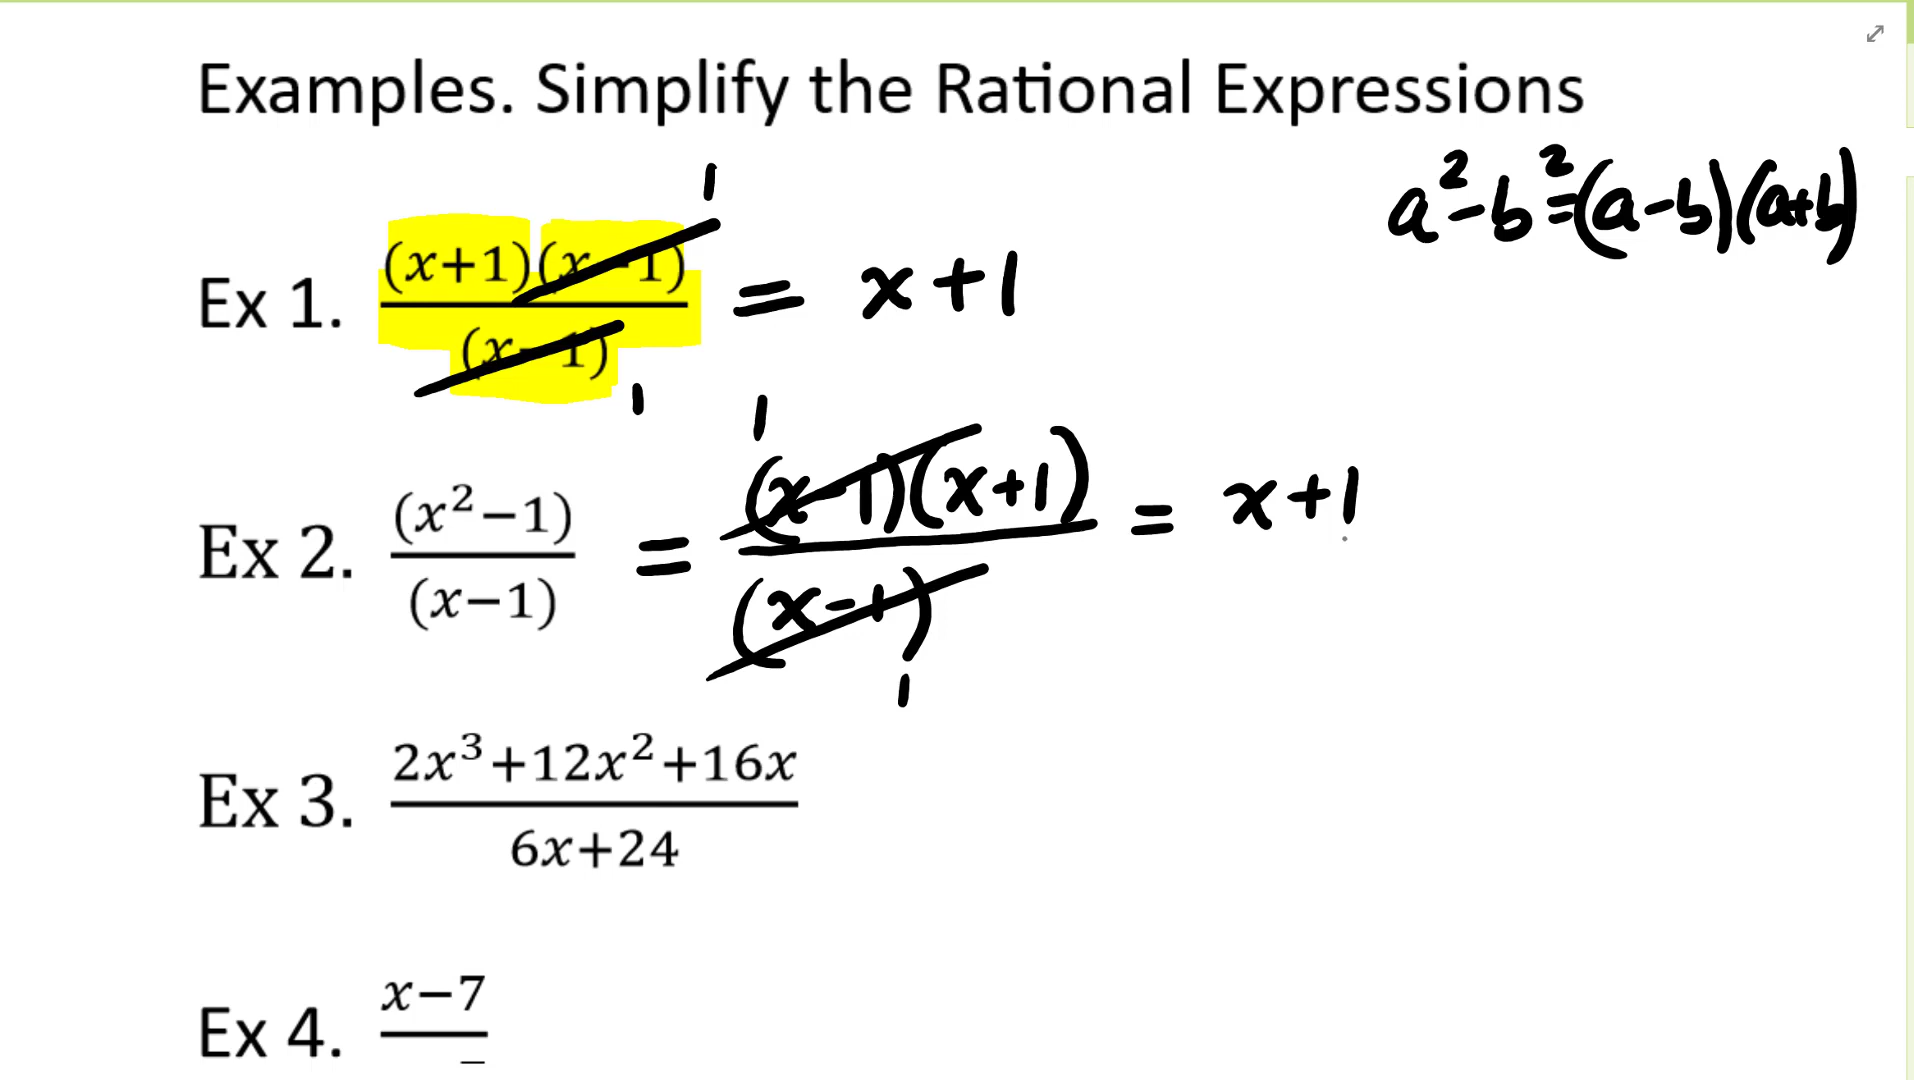 Examples. Simplify the Rational Expressions
a²-b²=(a-b)(a+b)
Ex 1. (x+1)(x-1) / (x-1) = x+1
1
1
Ex 2. (x²-1) / (x-1) = (x-1)(x+1) / (x-1) = x+1
1
1
Ex 3. 2x³+12x²+16x / 6x+24
Ex 4. x-7